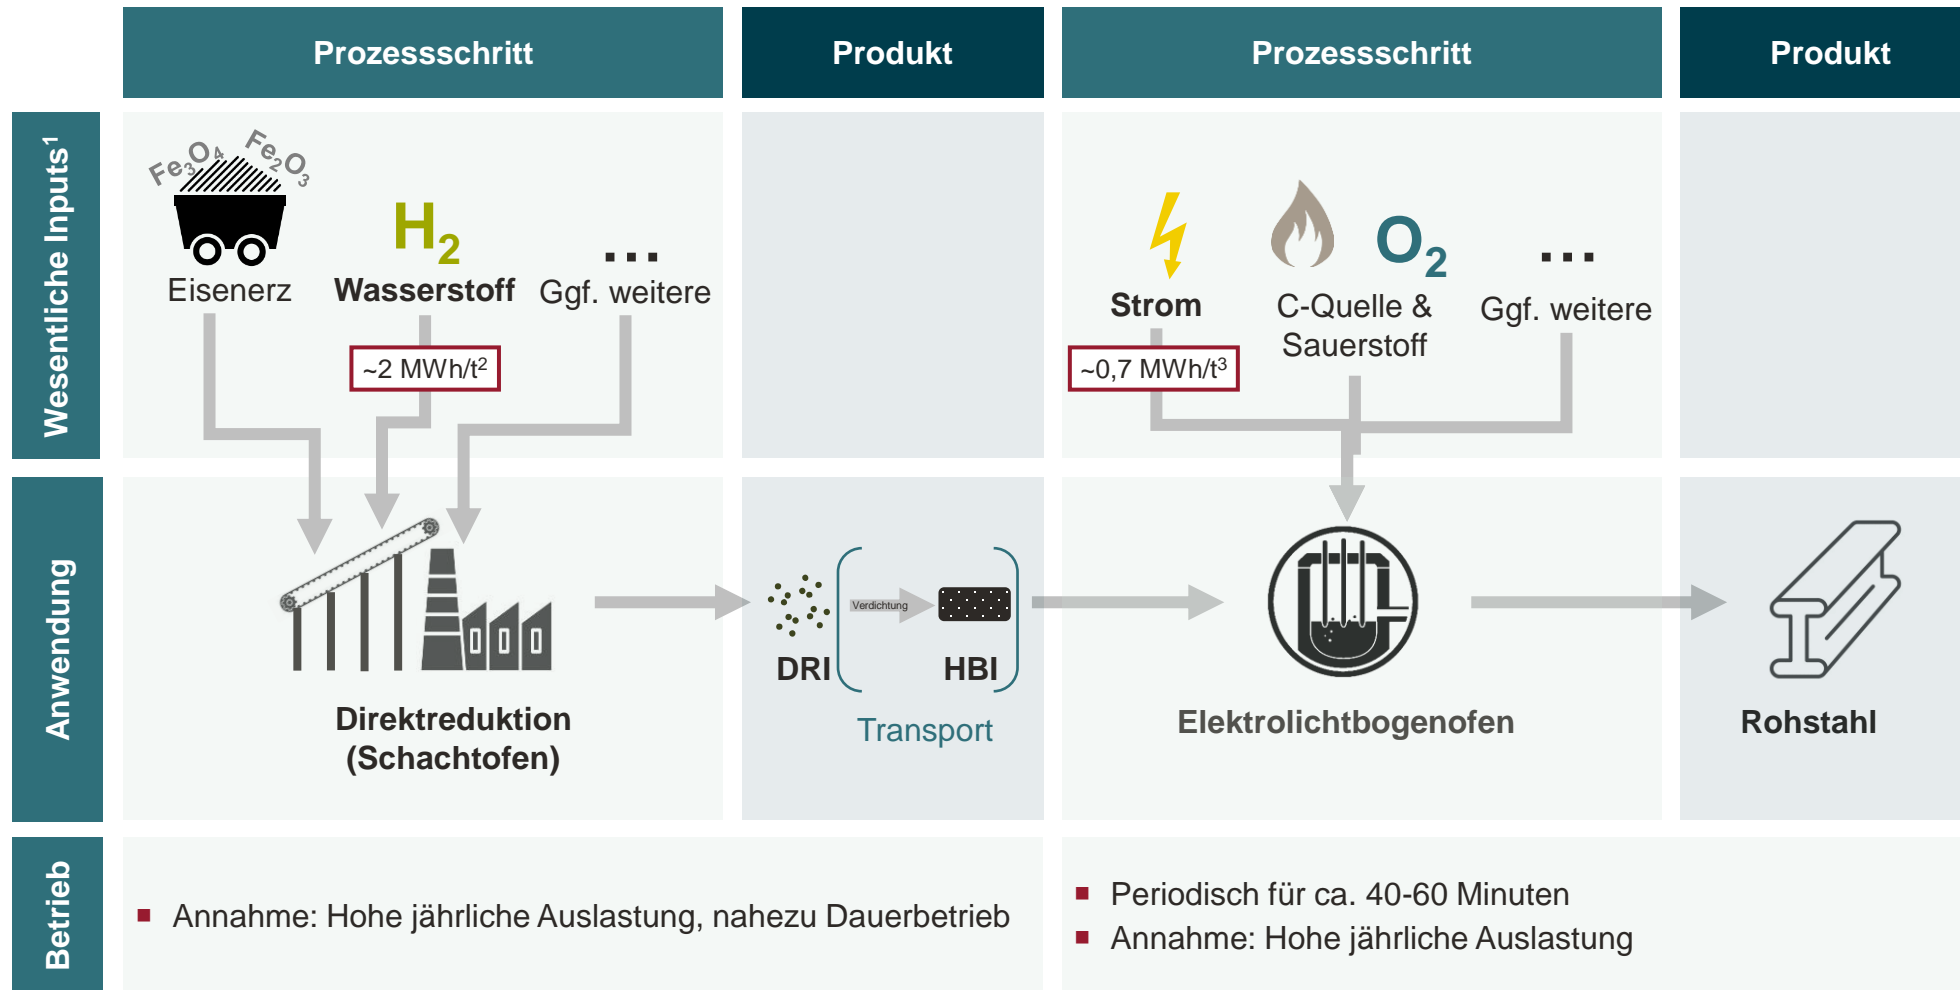 Prozessschritt
Produkt
Prozessschritt
Produkt
Wesentliche Inputs¹
Fe₃O₄
Fe₂O₃
H₂
...
Eisenerz
Wasserstoff
Ggf. weitere
~2 MWh/t²
O₂
...
Strom
C-Quelle &
Sauerstoff
Ggf. weitere
~0,7 MWh/t³
Anwendung
Direktreduktion
(Schachtofen)
Verdichtung
DRI
HBI
Transport
Elektrolichtbogenofen
Rohstahl
Betrieb
▪ Annahme: Hohe jährliche Auslastung, nahezu Dauerbetrieb
▪ Periodisch für ca. 40-60 Minuten
▪ Annahme: Hohe jährliche Auslastung